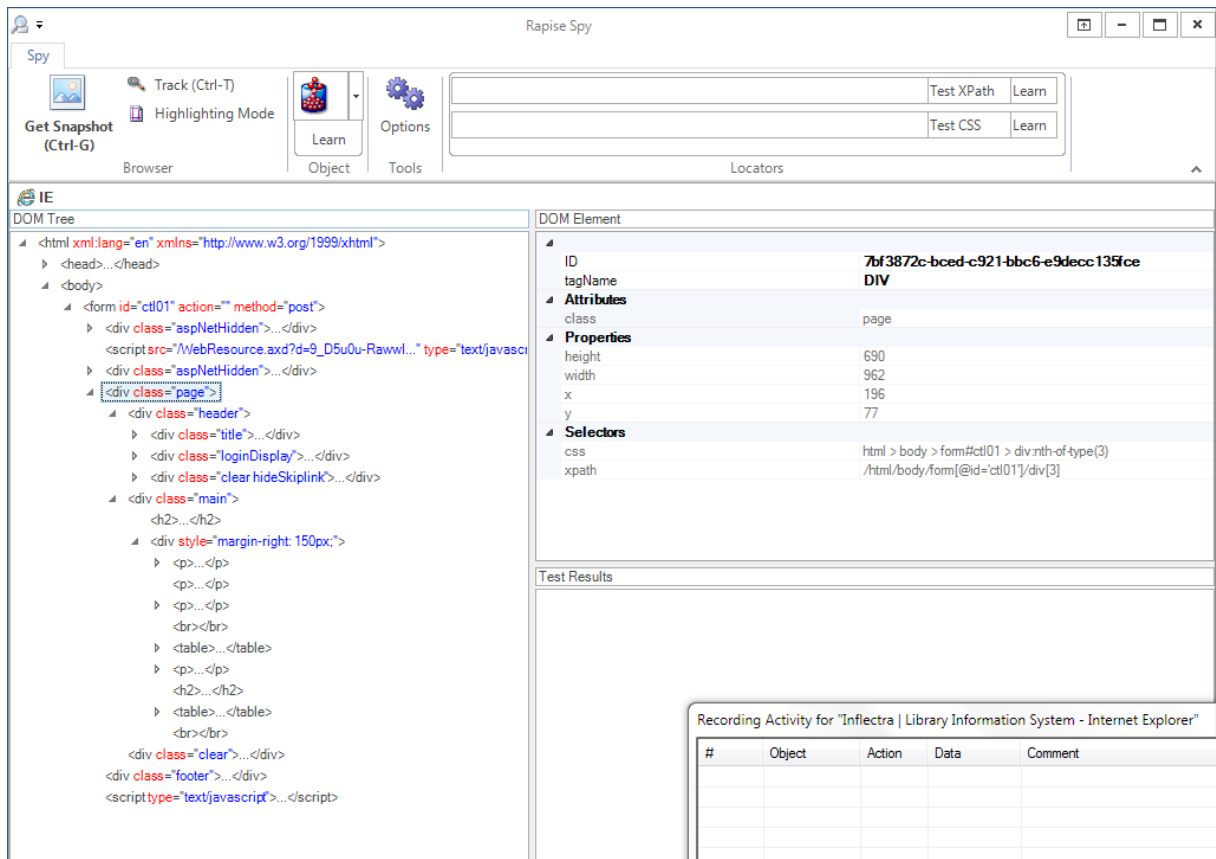 Rapise Spy
Spy
Get Snapshot
(Ctrl-G)
Track (Ctrl-T)
Highlighting Mode
Browser
Learn
Object
Options
Tools
Test XPath Learn
Test CSS Learn
Locators
IE
DOM Tree
<html xml:lang="en" xmlns="http://www.w3.org/1999/xhtml">
<head>...</head>
<body>
<form id="ctl01" action="" method="post">
<div class="aspNetHidden">...</div>
<script src="/WebResource.axd?d=9_D5u0u-RawwI..." type="text/javascr
<div class="aspNetHidden">...</div>
<div class="page">
<div class="header">
<div class="title">...</div>
<div class="loginDisplay">...</div>
<div class="clear hideSkiplink">...</div>
<div class="main">
<h2>...</h2>
<div style="margin-right: 150px;">
<p>...</p>
<p>...</p>
<p>...</p>
<br></br>
<table>...</table>
<p>...</p>
<h2>...</h2>
<table>...</table>
<br></br>
<div class="clear">...</div>
<div class="footer">...</div>
<script type="text/javascript">...</script>
DOM Element
ID 7bf3872c-bced-c921-bbc6-e9decc135fce
tagName DIV
Attributes
class page
Properties
height 690
width 962
x 196
y 77
Selectors
css html > body > form#ctl01 > div:nth-of-type(3)
xpath /html/body/form[@id='ctl01']/div[3]
Test Results
Recording Activity for "Inflectra | Library Information System - Internet Explorer"
# Object Action Data Comment